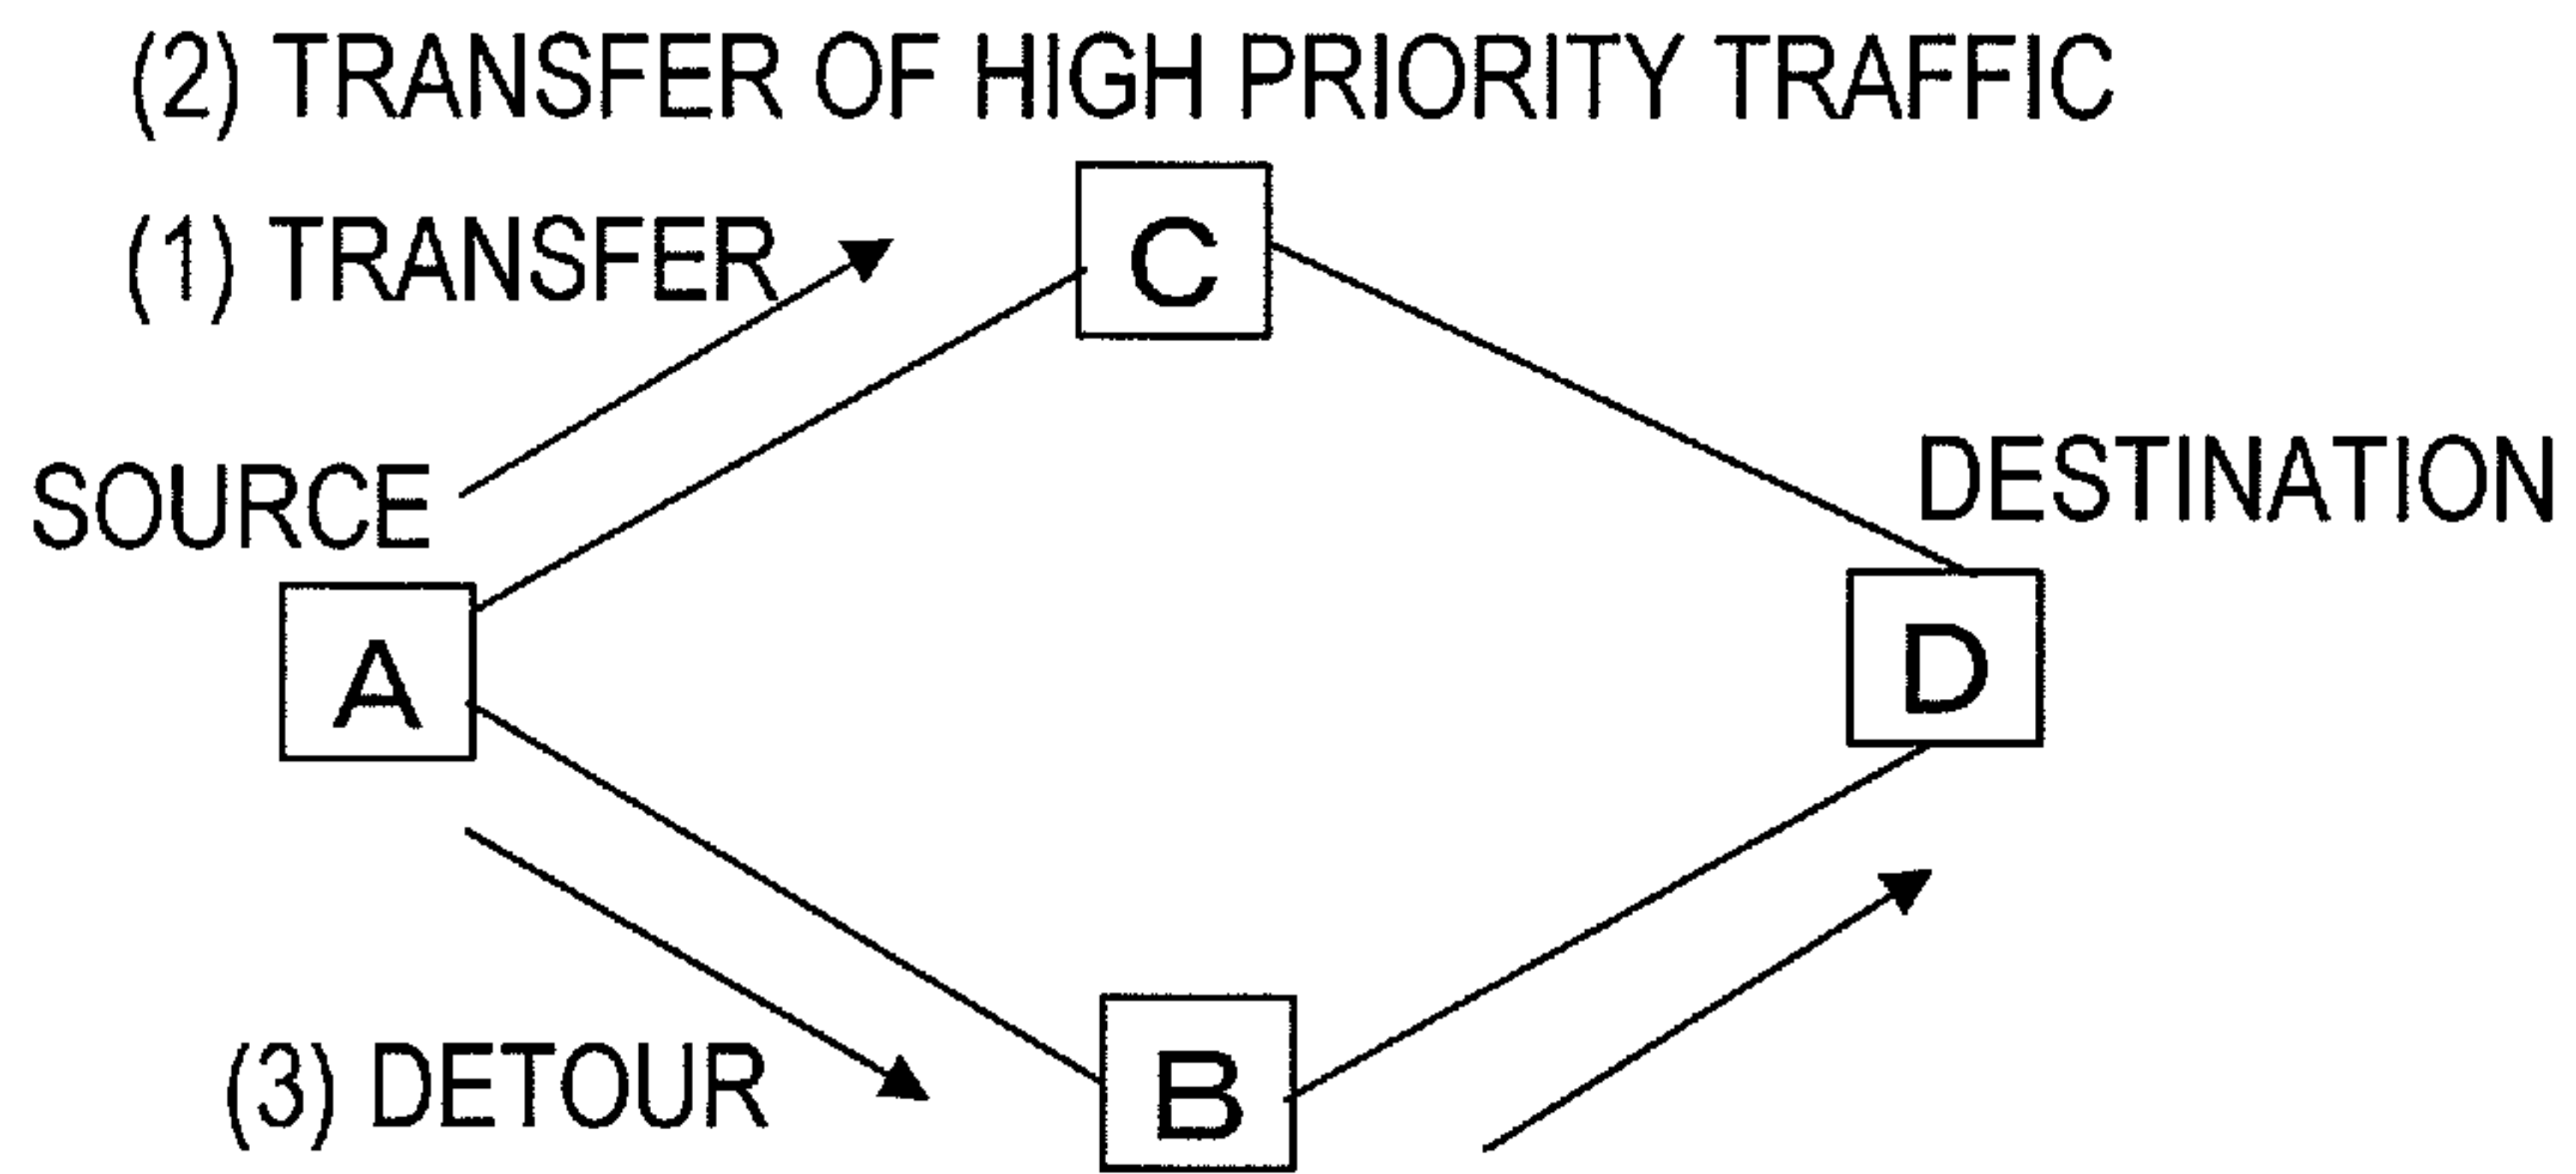 (2) TRANSFER OF HIGH PRIORITY TRAFFIC
(1) TRANSFER
C
SOURCE
DESTINATION
A
D
(3) DETOUR
B